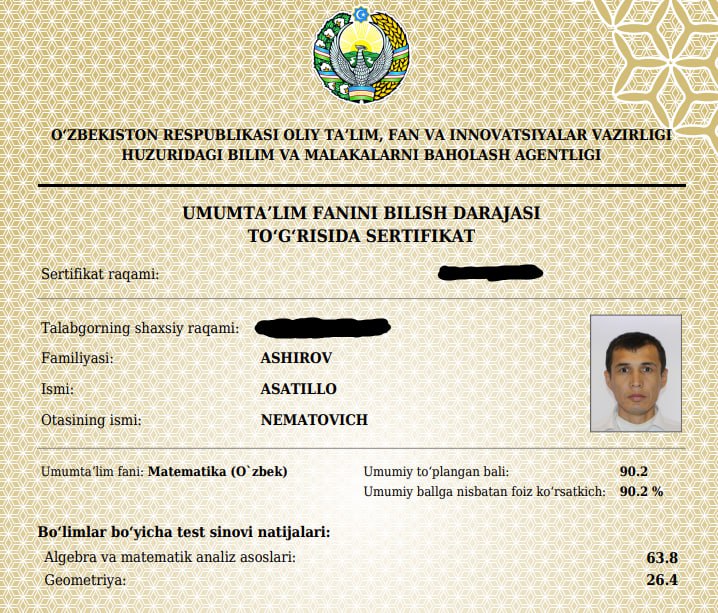 O‘ZBEKISTON RESPUBLIKASI OLIY TA’LIM, FAN VA INNOVATSIYALAR VAZIRLIGI
HUZURIDAGI BILIM VA MALAKALARNI BAHOLASH AGENTLIGI
UMUMTA’LIM FANINI BILISH DARAJASI
TO‘G‘RISIDA SERTIFIKAT
Sertifikat raqami:
Talabgorning shaxsiy raqami:
Familiyasi: ASHIROV
Ismi: ASATILLO
Otasining ismi: NEMATOVICH
Umumta’lim fani: Matematika (O`zbek) Umumiy to‘plangan bali: 90.2
Umumiy ballga nisbatan foiz ko‘rsatkich: 90.2 %
Bo‘limlar bo‘yicha test sinovi natijalari:
Algebra va matematik analiz asoslari: 63.8
Geometriya: 26.4